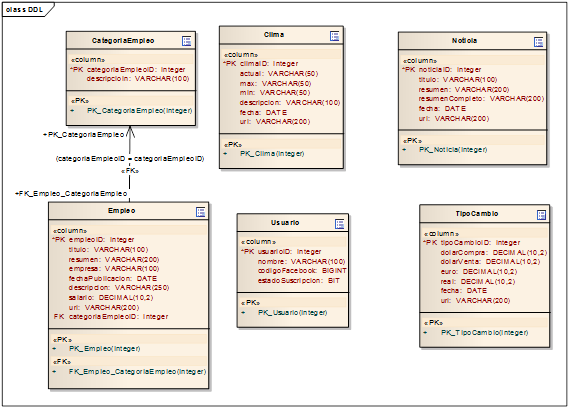 class DDL
CategoriaEmpleo
«column»
*PK categoriaEmpleoID: Integer
descripcion: VARCHAR(100)
«PK»
+ PK_CategoriaEmpleo(Integer)
Clima
«column»
*PK climaID: Integer
actual: VARCHAR(50)
max: VARCHAR(50)
min: VARCHAR(50)
descripcion: VARCHAR(100)
fecha: DATE
url: VARCHAR(200)
«PK»
+ PK_Clima(Integer)
Noticia
«column»
*PK noticiaID: Integer
titulo: VARCHAR(100)
resumen: VARCHAR(200)
resumenCompleto: VARCHAR(200)
fecha: DATE
url: VARCHAR(200)
«PK»
+ PK_Noticia(Integer)
+PK_CategoriaEmpleo
(categoriaEmpleoID = categoriaEmpleoID)
«FK»
+FK_Empleo_CategoriaEmpleo
Empleo
«column»
*PK empleoID: Integer
titulo: VARCHAR(100)
resumen: VARCHAR(200)
empresa: VARCHAR(100)
fechaPublicacion: DATE
descripcion: VARCHAR(250)
salario: DECIMAL(10,2)
url: VARCHAR(200)
FK categoriaEmpleoID: Integer
«PK»
+ PK_Empleo(Integer)
«FK»
+ FK_Empleo_CategoriaEmpleo(Integer)
Usuario
«column»
*PK usuarioID: Integer
nombre: VARCHAR(100)
codigoFacebook: BIGINT
estadoSuscripcion: BIT
«PK»
+ PK_Usuario(Integer)
TipoCambio
«column»
*PK tipoCambioID: Integer
dolarCompra: DECIMAL(10,2)
dolarVenta: DECIMAL(10,2)
euro: DECIMAL(10,2)
real: DECIMAL(10,2)
fecha: DATE
url: VARCHAR(200)
«PK»
+ PK_TipoCambio(Integer)